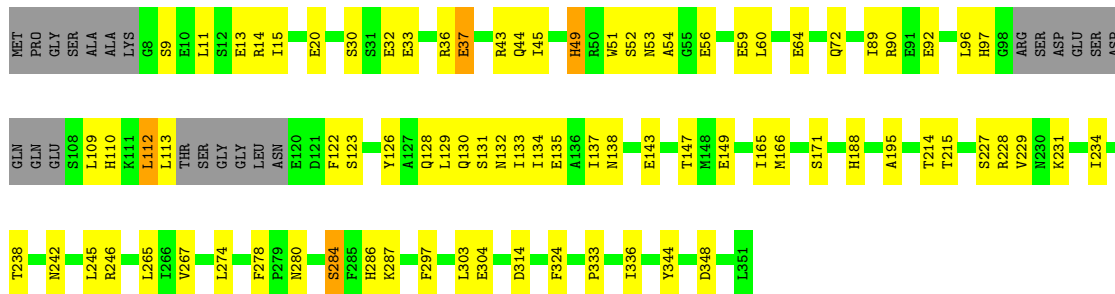 MET PRO GLY SER ALA ALA LYS G8 S9 E10 L11 S12 E13 R14 I15 E20 S30 S31 E32 E33 R36 E37 R43 Q44 I45 H49 R50 W51 S52 N53 A54 G55 E56 E59 L60 E64 Q72 I89 R90 E91 E92 L96 H97 G98 ARG SER ASP GLU SER ASP
GLN GLN GLU S108 L109 H110 K111 L112 L113 THR SER GLY GLY LEU ASN E120 D121 F122 S123 Y126 A127 Q128 L129 Q130 S131 N132 I133 I134 E135 A136 I137 N138 E143 T147 M148 E149 I165 M166 S171 H188 A195 T214 T215 S227 R228 V229 N230 K231 I234
T238 N242 L245 R246 L265 I266 V267 L274 F278 P279 N280 S284 F285 H286 K287 F297 L303 E304 D314 F324 P333 I336 Y344 D348 L351